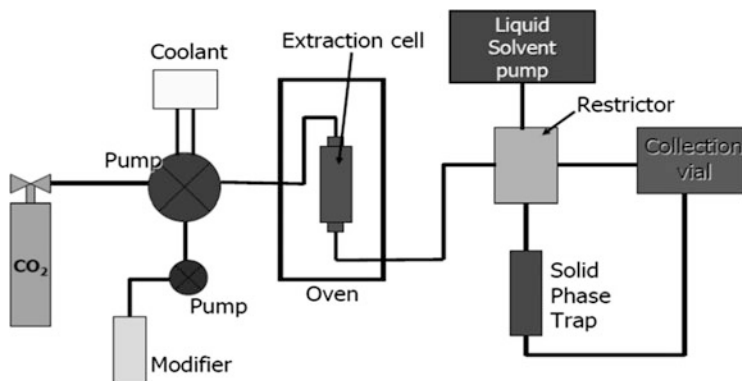 Coolant
Extraction cell
Liquid
Solvent
pump
Restrictor
Pump
Collection
vial
CO₂
Pump
Oven
Solid
Phase
Trap
Modifier